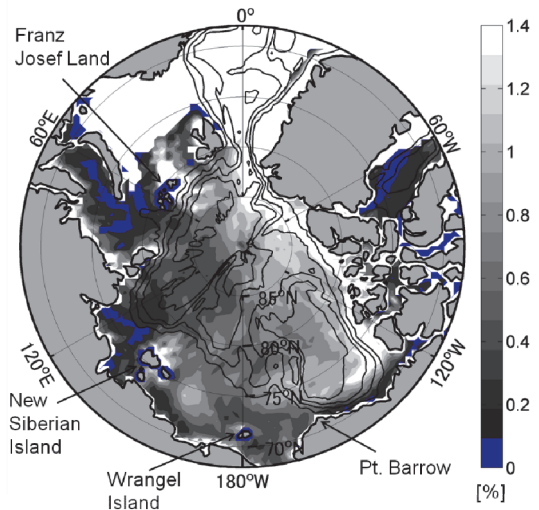 0°
Franz
Josef Land
60°E
60°W
1.4
1.2
1
0.8
0.6
0.4
0.2
0
[%]
85°N
80°N
75°N
70°
120°E
120°W
New
Siberian
Island
Wrangel
Island
180°W
Pt. Barrow